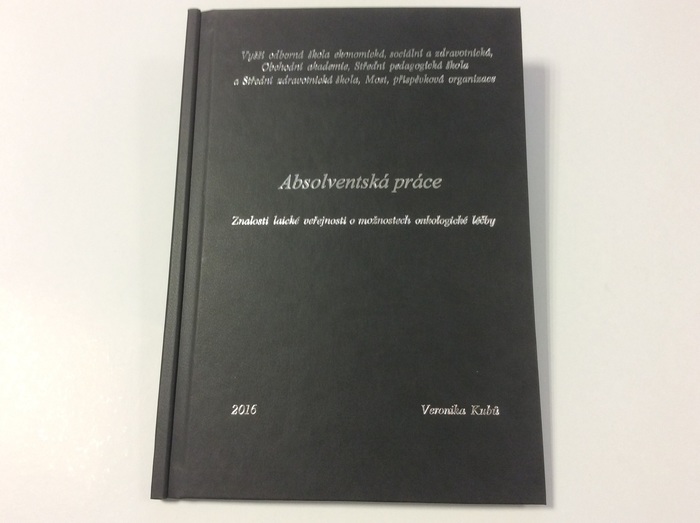 Vyšší odborná škola ekonomická, sociální a zdravotnická,
Obchodní akademie, Střední pedagogická škola
a Střední zdravotnická škola, Most, příspěvková organizace
Absolventská práce
Znalosti laické veřejnosti o možnostech onkologické léčby
2016 Veronika Kubů